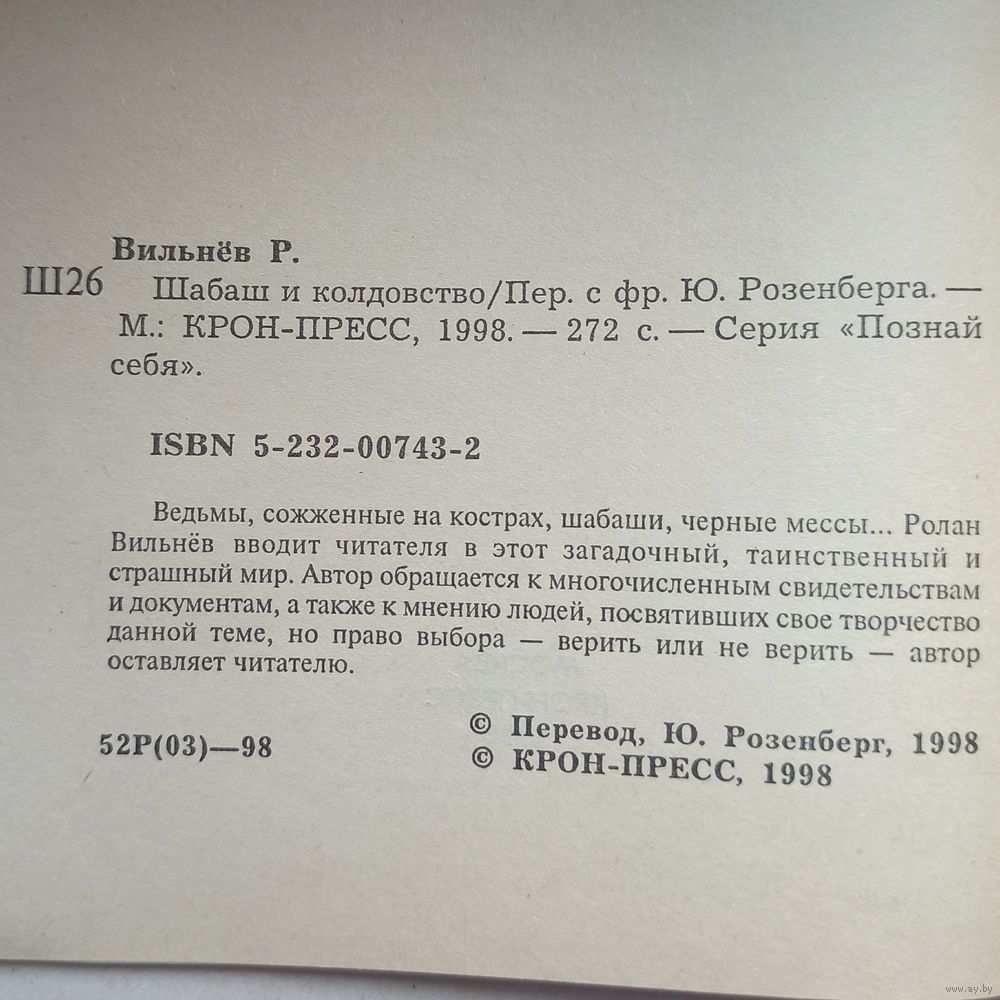 Вильнёв Р.
Ш26
Шабаш и колдовство/Пер. с фр. Ю. Розенберга. —
М.: КРОН-ПРЕСС, 1998. — 272 с. — Серия «Познай
себя».
ISBN 5-232-00743-2
Ведьмы, сожженные на кострах, шабаши, черные мессы... Ролан
Вильнёв вводит читателя в этот загадочный, таинственный и
страшный мир. Автор обращается к многочисленным свидетельствам
и документам, а также к мнению людей, посвятивших свое творчество
данной теме, но право выбора — верить или не верить — автор
оставляет читателю.
52Р(03)—98
© Перевод, Ю. Розенберг, 1998
© КРОН-ПРЕСС, 1998
www.ay.by